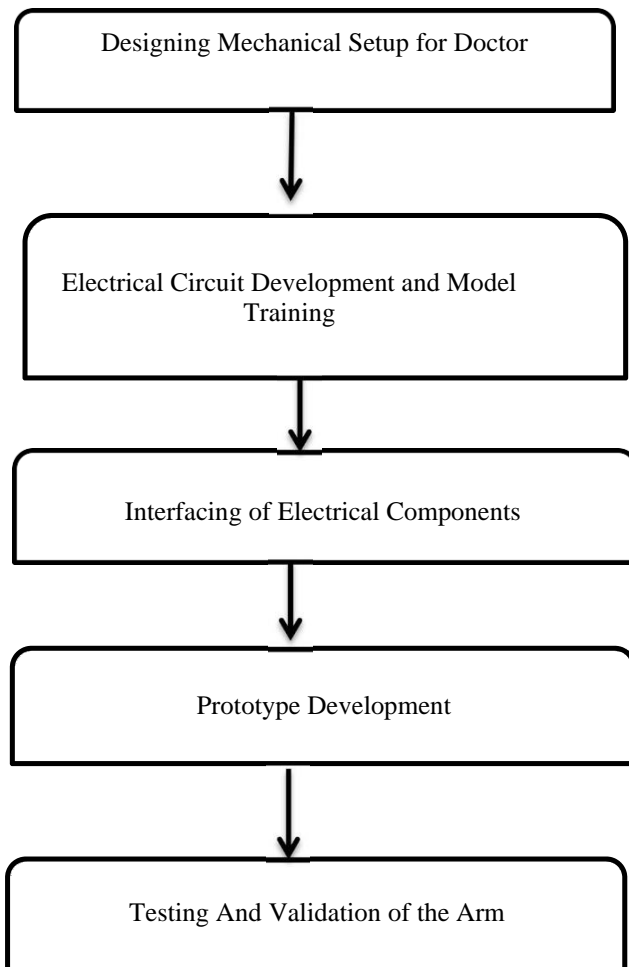 Designing Mechanical Setup for Doctor
Electrical Circuit Development and Model
Training
Interfacing of Electrical Components
Prototype Development
Testing And Validation of the Arm